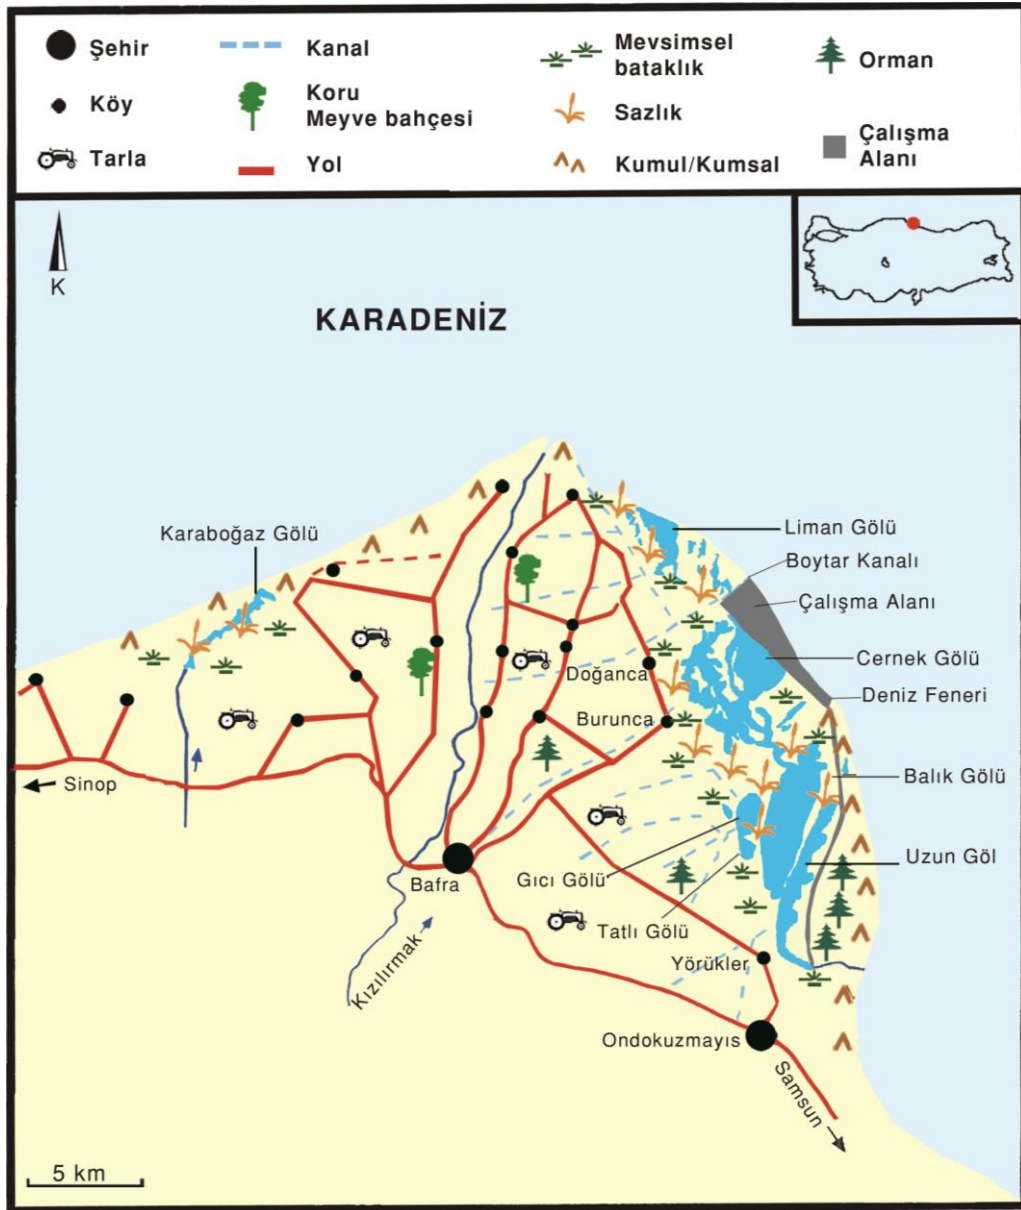 Şehir
Kanal
Mevsimsel
bataklık
Orman
Köy
Koru
Meyve bahçesi
Sazlık
Çalışma
Alanı
Tarla
Yol
Kumul/Kumsal
K
KARADENİZ
Karaboğaz Gölü
Liman Gölü
Boytar Kanalı
Çalışma Alanı
Cernek Gölü
Doğanca
Deniz Feneri
Burunca
Sinop
Balık Gölü
Uzun Göl
Bafra
Gıcı Gölü
Tatlı Gölü
Kızılırmak
Yörükler
Ondokuzmayıs
Samsun
5 km